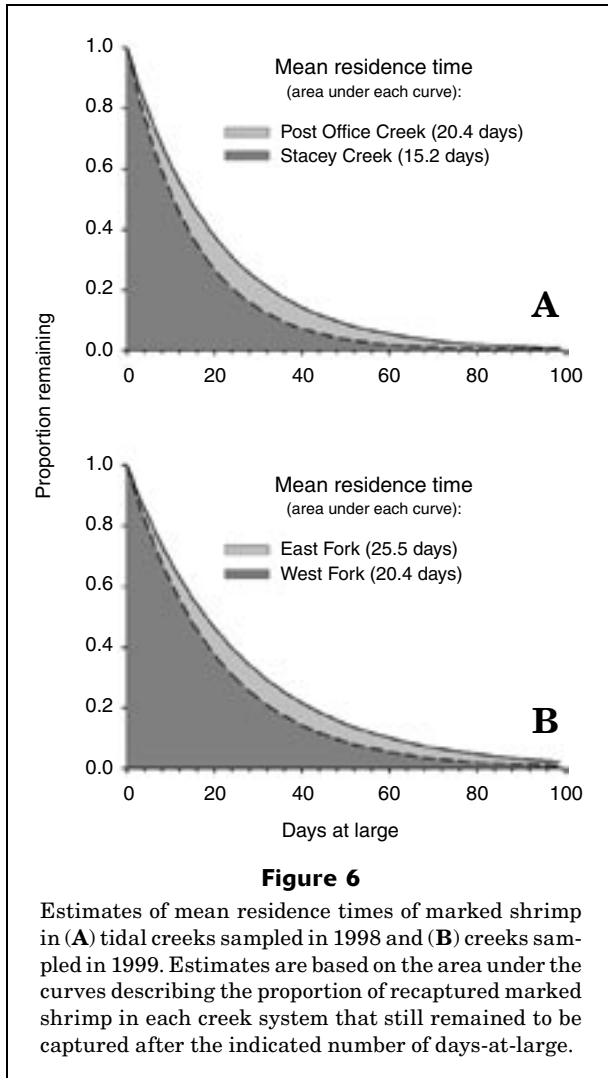 Proportion remaining
1.0
0.8
0.6
0.4
0.2
0.0
Mean residence time
(area under each curve):
Post Office Creek (20.4 days)
Stacey Creek (15.2 days)
A
0 20 40 60 80 100
1.0
0.8
0.6
0.4
0.2
0.0
Mean residence time
(area under each curve):
East Fork (25.5 days)
West Fork (20.4 days)
B
0 20 40 60 80 100
Days at large
Figure 6
Estimates of mean residence times of marked shrimp
in (A) tidal creeks sampled in 1998 and (B) creeks sam-
pled in 1999. Estimates are based on the area under the
curves describing the proportion of recaptured marked
shrimp in each creek system that still remained to be
captured after the indicated number of days-at-large.